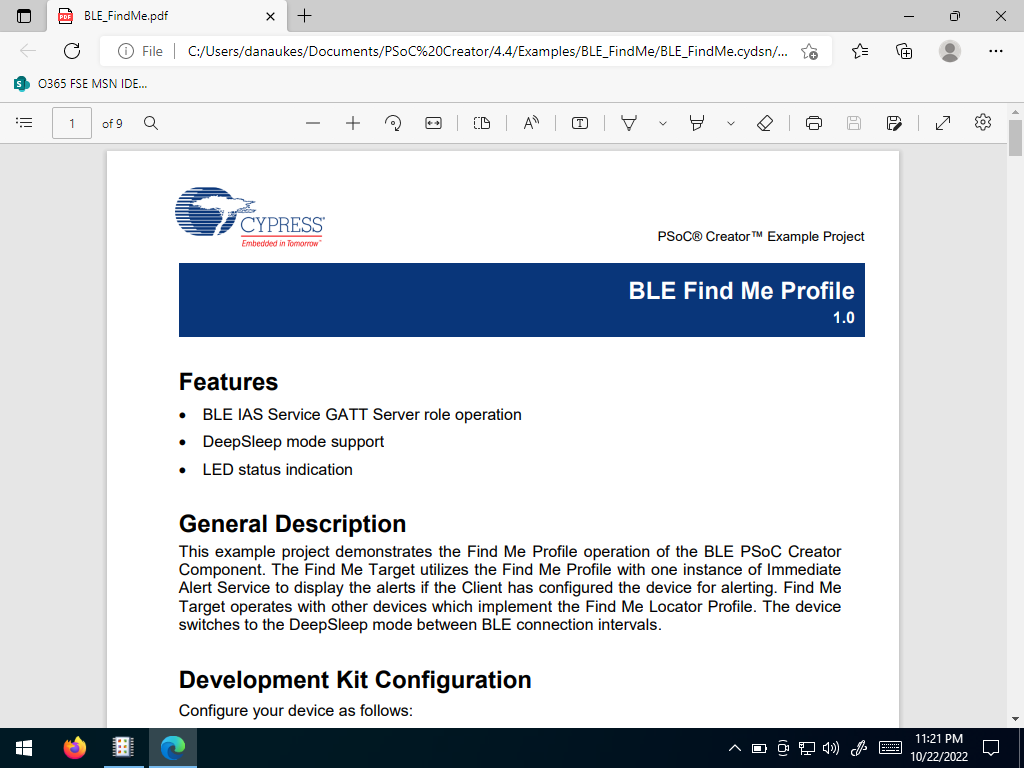 BLE_FindMe.pdf
File
C:/Users/danaukes/Documents/PSoC%20Creator/4.4/Examples/BLE_FindMe/BLE_FindMe.cydsn/...
O365 FSE MSN IDE...
1 of 9
CYPRESS
Embedded in Tomorrow™
PSoC® Creator™ Example Project
BLE Find Me Profile
1.0
Features
• BLE IAS Service GATT Server role operation
• DeepSleep mode support
• LED status indication
General Description
This example project demonstrates the Find Me Profile operation of the BLE PSoC Creator
Component. The Find Me Target utilizes the Find Me Profile with one instance of Immediate
Alert Service to display the alerts if the Client has configured the device for alerting. Find Me
Target operates with other devices which implement the Find Me Locator Profile. The device
switches to the DeepSleep mode between BLE connection intervals.
Development Kit Configuration
Configure your device as follows:
11:21 PM
10/22/2022